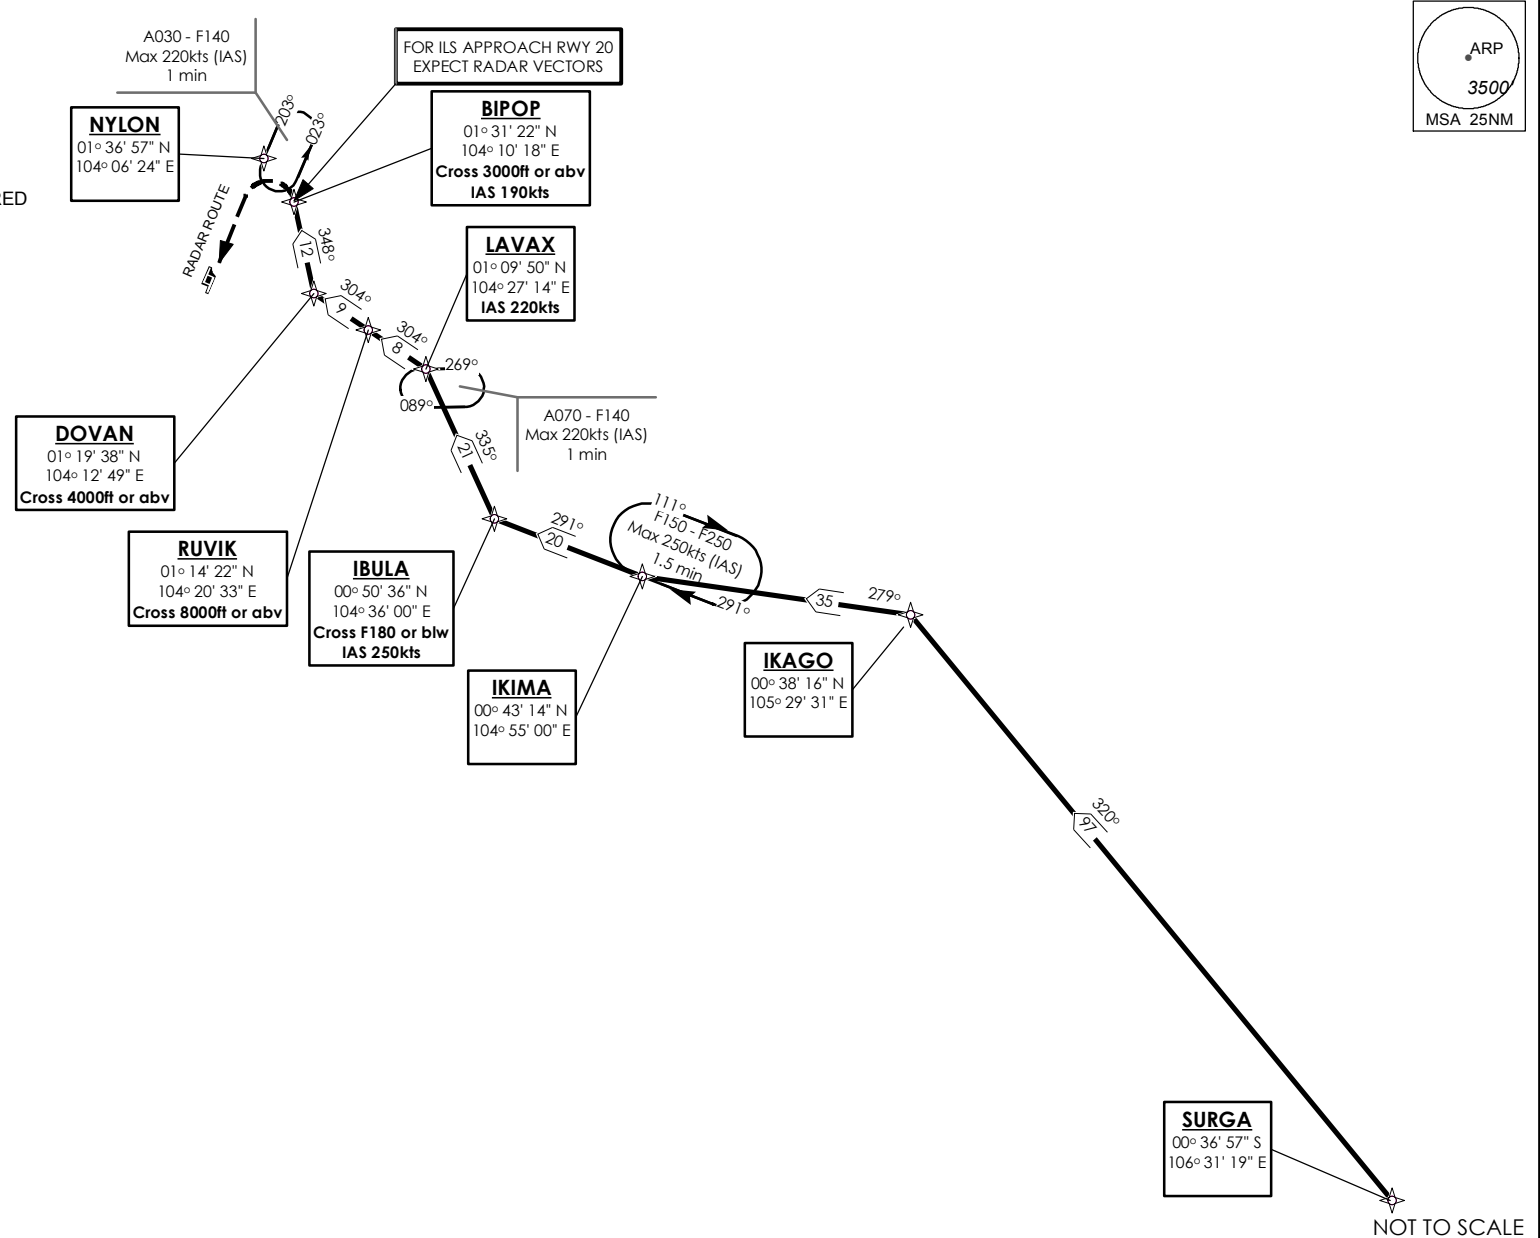 A030 - F140
Max 220kts (IAS)
1 min
FOR ILS APPROACH RWY 20
EXPECT RADAR VECTORS
ARP
3500'
MSA 25NM
NYLON
01° 36' 57" N
104° 06' 24" E
203°
023°
BIPOP
01° 31' 22" N
104° 10' 18" E
Cross 3000ft or abv
IAS 190kts
RED
RADAR ROUTE
12
348°
LAVAX
01° 09' 50" N
104° 27' 14" E
IAS 220kts
304°
9
304°
8
269°
089°
A070 - F140
Max 220kts (IAS)
1 min
DOVAN
01° 19' 38" N
104° 12' 49" E
Cross 4000ft or abv
335°
21
RUVIK
01° 14' 22" N
104° 20' 33" E
Cross 8000ft or abv
IBULA
00° 50' 36" N
104° 36' 00" E
Cross F180 or blw
IAS 250kts
291°
20
111°
F150 - F250
Max 250kts (IAS)
1.5 min
291°
35
279°
IKIMA
00° 43' 14" N
104° 55' 00" E
IKAGO
00° 38' 16" N
105° 29' 31" E
320°
97
SURGA
00° 36' 57" S
106° 31' 19" E
NOT TO SCALE